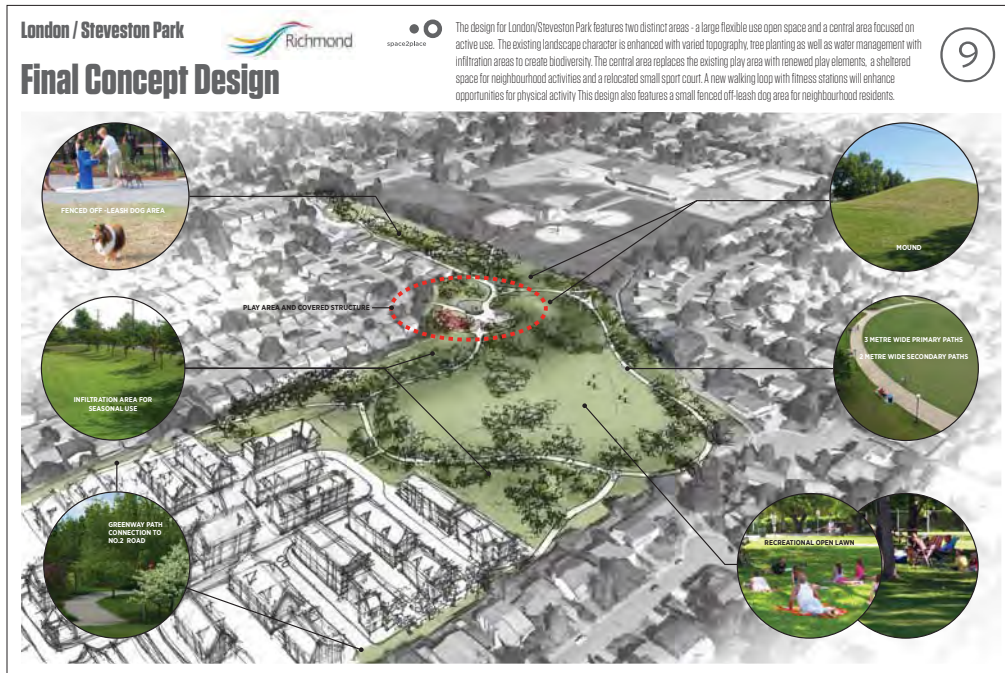 London / Steveston Park
Richmond
space2place
Final Concept Design
The design for London/Steveston Park features two distinct areas - a large flexible use open space and a central area focused on
active use. The existing landscape character is enhanced with varied topography, tree planting as well as water management with
infiltration areas to create biodiversity. The central area replaces the existing play area with renewed play elements, a sheltered
space for neighbourhood activities and a relocated small sport court. A new walking loop with fitness stations will enhance
opportunities for physical activity This design also features a small fenced off-leash dog area for neighbourhood residents.
9
FENCED OFF -LEASH DOG AREA
MOUND
PLAY AREA AND COVERED STRUCTURE
3 METRE WIDE PRIMARY PATHS
2 METRE WIDE SECONDARY PATHS
INFILTRATION AREA FOR
SEASONAL USE
GREENWAY PATH
CONNECTION TO
NO.2 ROAD
RECREATIONAL OPEN LAWN